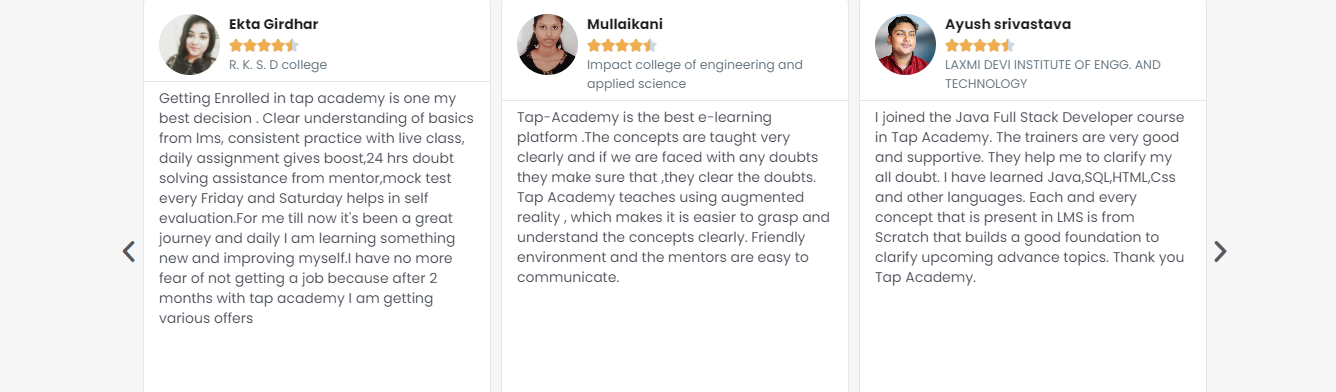 Ekta Girdhar
R. K. S. D college
Getting Enrolled in tap academy is one my
best decision . Clear understanding of basics
from lms, consistent practice with live class,
daily assignment gives boost,24 hrs doubt
solving assistance from mentor,mock test
every Friday and Saturday helps in self
evaluation.For me till now it's been a great
journey and daily I am learning something
new and improving myself.I have no more
fear of not getting a job because after 2
months with tap academy I am getting
various offers
Mullaikani
Impact college of engineering and
applied science
Tap-Academy is the best e-learning
platform .The concepts are taught very
clearly and if we are faced with any doubts
they make sure that ,they clear the doubts.
Tap Academy teaches using augmented
reality , which makes it is easier to grasp and
understand the concepts clearly. Friendly
environment and the mentors are easy to
communicate.
Ayush srivastava
LAXMI DEVI INSTITUTE OF ENGG. AND
TECHNOLOGY
I joined the Java Full Stack Developer course
in Tap Academy. The trainers are very good
and supportive. They help me to clarify my
all doubt. I have learned Java,SQL,HTML,Css
and other languages. Each and every
concept that is present in LMS is from
Scratch that builds a good foundation to
clarify upcoming advance topics. Thank you
Tap Academy.